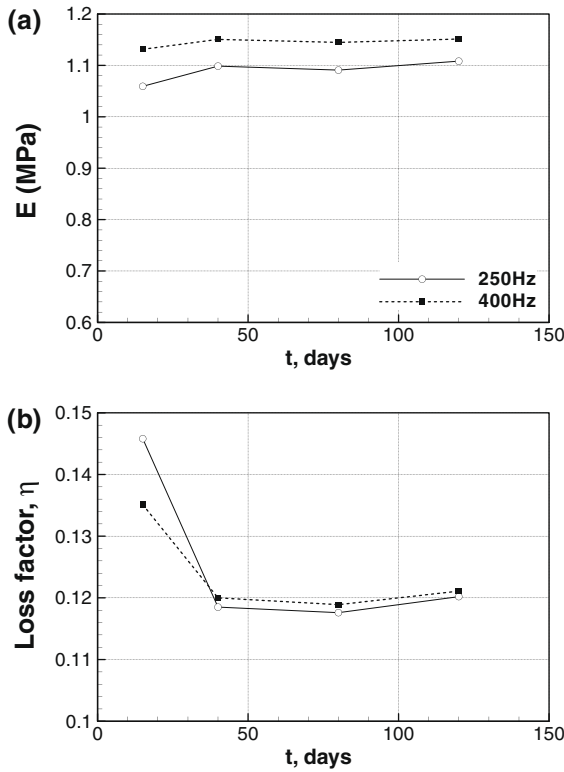 (a)
1.2
1.1
1
0.9
0.8
0.7
0.6
E (MPa)
250Hz
400Hz
0
50
100
150
t, days
(b)
0.15
0.14
0.13
0.12
0.11
0.1
Loss factor, η
0
50
100
150
t, days